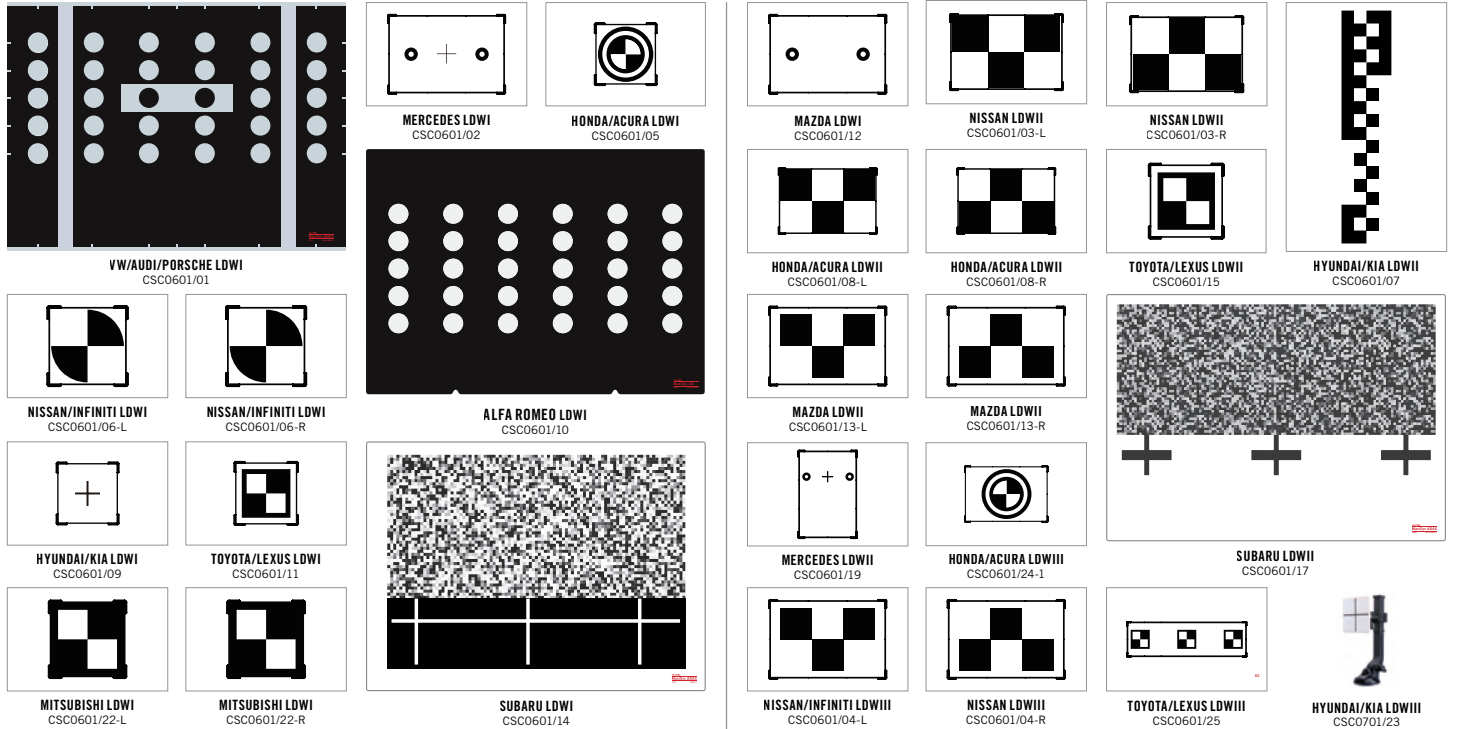 VW/AUDI/PORSCHE LDWI
CSC0601/01
MERCEDES LDWI
CSC0601/02
HONDA/ACURA LDWI
CSC0601/05
ALFA ROMEO LDWI
CSC0601/10
NISSAN/INFINITI LDWI
CSC0601/06-L
NISSAN/INFINITI LDWI
CSC0601/06-R
HYUNDAI/KIA LDWI
CSC0601/09
TOYOTA/LEXUS LDWI
CSC0601/11
MITSUBISHI LDWI
CSC0601/22-L
MITSUBISHI LDWI
CSC0601/22-R
SUBARU LDWI
CSC0601/14
MAZDA LDWI
CSC0601/12
NISSAN LDWII
CSC0601/03-L
NISSAN LDWII
CSC0601/03-R
HYUNDAI/KIA LDWII
CSC0601/07
HONDA/ACURA LDWII
CSC0601/08-L
HONDA/ACURA LDWII
CSC0601/08-R
TOYOTA/LEXUS LDWII
CSC0601/15
MAZDA LDWII
CSC0601/13-L
MAZDA LDWII
CSC0601/13-R
SUBARU LDWII
CSC0601/17
MERCEDES LDWII
CSC0601/19
HONDA/ACURA LDWIII
CSC0601/24-1
NISSAN/INFINITI LDWIII
CSC0601/04-L
NISSAN LDWIII
CSC0601/04-R
TOYOTA/LEXUS LDWIII
CSC0601/25
HYUNDAI/KIA LDWIII
CSC0701/23